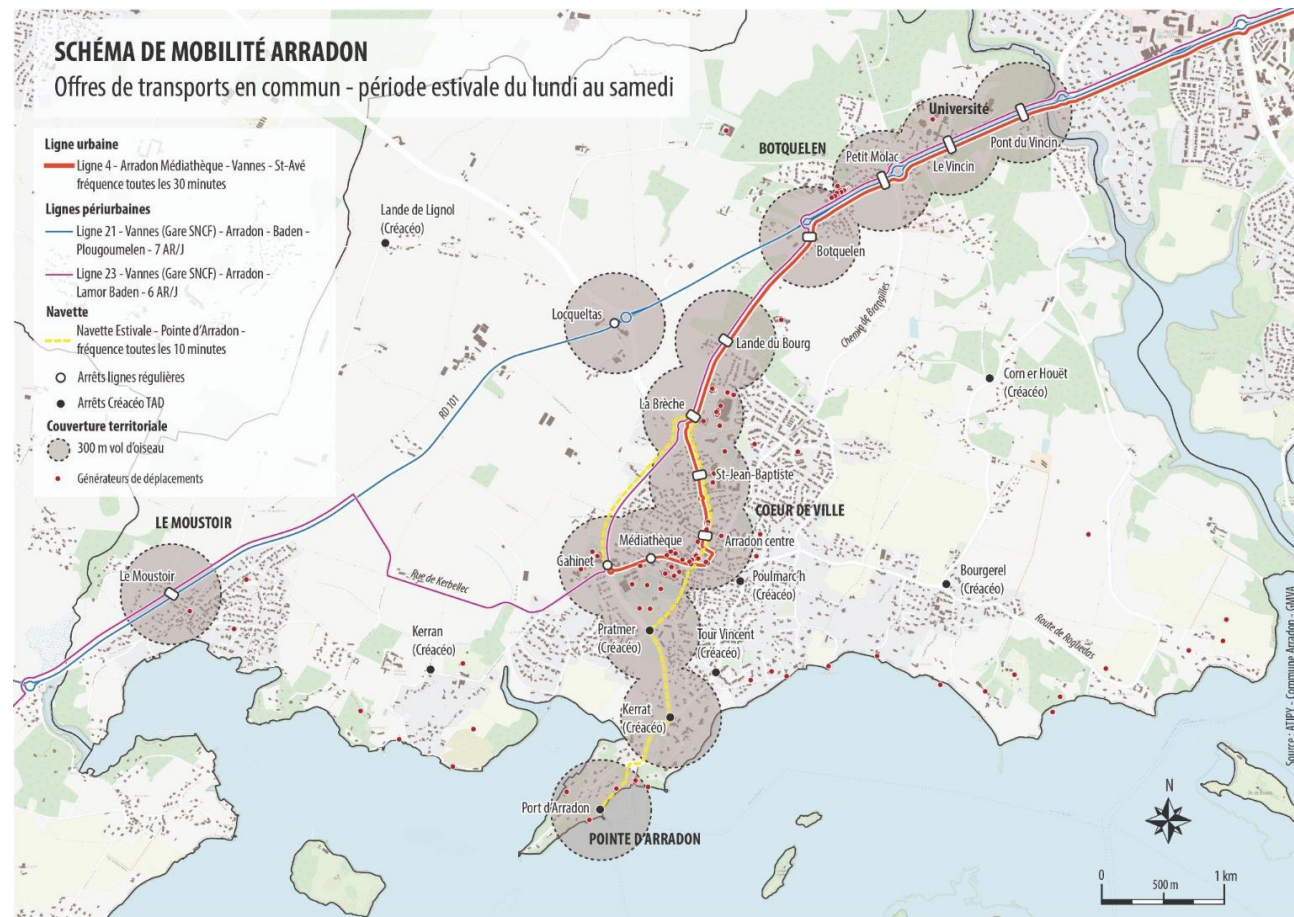 SCHÉMA DE MOBILITÉ ARRADON
Offres de transports en commun - période estivale du lundi au samedi
Ligne urbaine
Ligne 4 - Arradon Médiathèque - Vannes - St-Avé
fréquence toutes les 30 minutes
Lignes périurbaines
Ligne 21 - Vannes (Gare SNCF) - Arradon - Baden -
Plougoumelen - 7 AR/J
Ligne 23 - Vannes (Gare SNCF) - Arradon -
Lamor Baden - 6 AR/J
Navette
Navette Estivale - Pointe d'Arradon -
fréquence toutes les 10 minutes
Arrêts lignes régulières
Arrêts Créacéo TAD
Couverture territoriale
300 m vol d'oiseau
Générateurs de déplacements
Université
Pont du Vincin
Le Vincin
Petit Molac
BOTQUELEN
Botquelen
Lande de Lignol
(Créacéo)
Locqueltas
Lande du Bourg
Chemin de Branguilles
Corn er Houët
(Créacéo)
La Brèche
RD 101
St-Jean-Baptiste
COEUR DE VILLE
LE MOUSTOIR
Le Moustoir
Médiathèque
Arradon centre
Gahinet
Rue de Kerbellec
Poulmarc'h
(Créacéo)
Bourgerel
(Créacéo)
Route de Roguedas
Kerran
(Créacéo)
Pratmer
(Créacéo)
Tour Vincent
(Créacéo)
Kerrat
(Créacéo)
Port d'Arradon
POINTE D'ARRADON
N
0
500 m
1 km
Source : ATIPY - Commune Arradon - GMVA